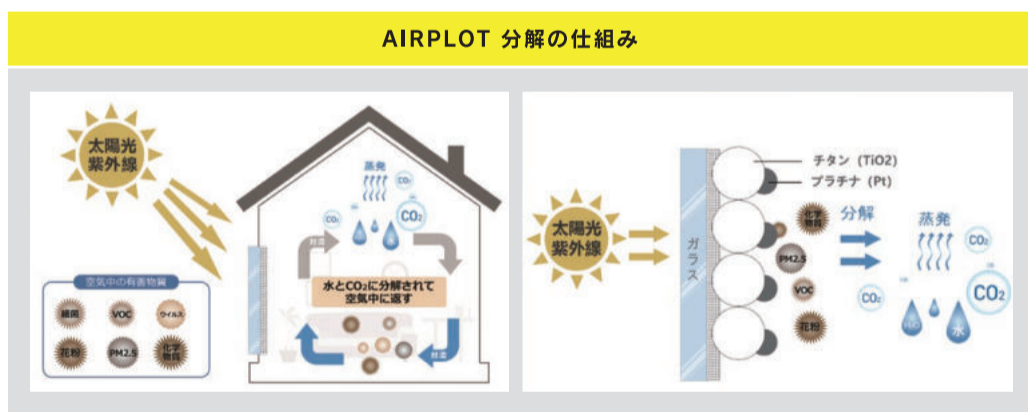 AIRPLOT 分解の仕組み
太陽光
紫外線
空気中の有害物質
細菌
VOC
ウイルス
花粉
PM2.5
化学
物質
蒸発
CO₂
CO₂
CO₂
対流
水とCO₂に分解されて
空気中に返す
対流
太陽光
紫外線
ガラス
チタン (TiO2)
プラチナ (Pt)
化学
物質
PM2.5
VOC
花粉
分解
蒸発
CO₂
CO₂
CO₂
H₂O
水